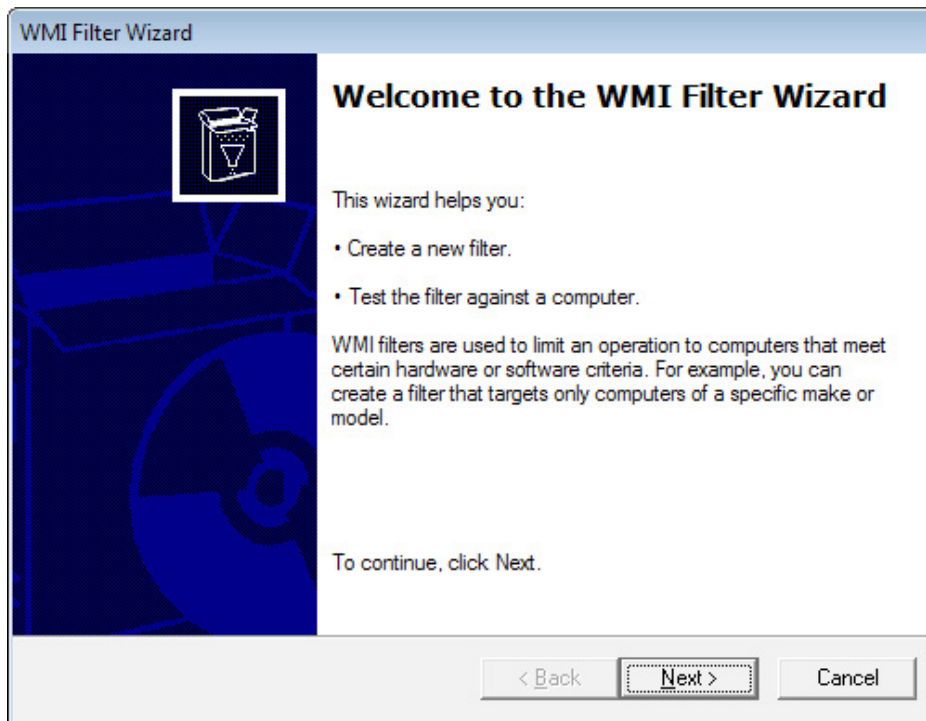 WMI Filter Wizard
Welcome to the WMI Filter Wizard
This wizard helps you:
• Create a new filter.
• Test the filter against a computer.
WMI filters are used to limit an operation to computers that meet
certain hardware or software criteria. For example, you can
create a filter that targets only computers of a specific make or
model.
To continue, click Next.
< Back Next > Cancel